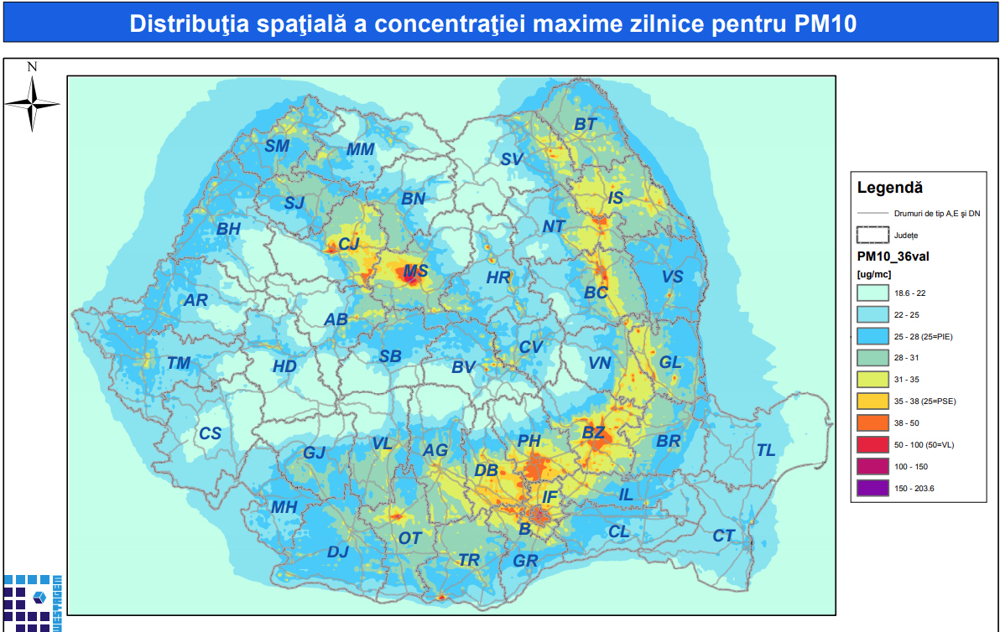 Distribuţia spaţială a concentraţiei maxime zilnice pentru PM10
N
BT
SM
MM
SV
IS
SJ
BN
NT
BH
CJ
MS
HR
VS
BC
AR
AB
CV
SB
TM
HD
BV
VN
GL
CS
BZ
PH
BR
VL
AG
GJ
TL
DB
IF
IL
MH
B
CL
OT
CT
DJ
TR
GR
Legendă
Drumuri de tip A,E şi DN
Județe
PM10_36val
[ug/mc]
18.6 - 22
22 - 25
25 - 28 (25=PIE)
28 - 31
31 - 35
35 - 38 (25=PSE)
38 - 50
50 - 100 (50=VL)
100 - 150
150 - 203.6
WESTAGEM